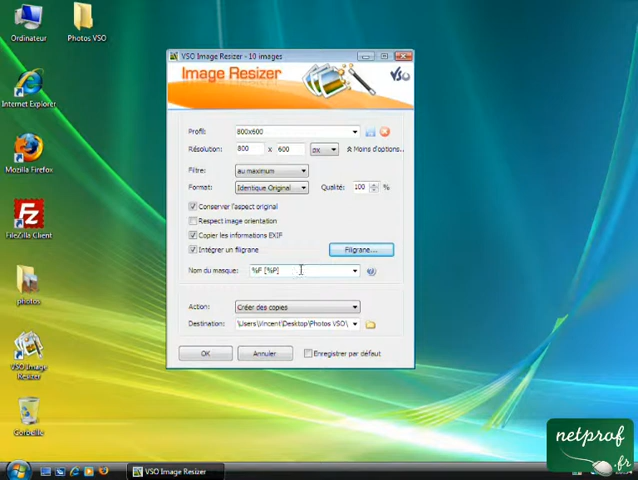 Ordinateur
Photos VSO
Internet Explorer
Mozilla Firefox
FileZilla Client
photos
VSO Image
Resizer
Corbeille
VSO Image Resizer - 10 images
Image Resizer
VSO
Profil: 800x600
Résolution: 800 x 600 px Moins d'options..
Filtre: au maximum
Format: Identique Original Qualité: 100 %
Conserver l'aspect original
Respect image orientation
Copier les informations EXIF
Intégrer un filigrane Filigrane...
Nom du masque: %F [%P]
Action: Créer des copies
Destination: \Users\Vincent\Desktop\Photos VSO\
OK Annuler Enregistrer par défaut
netprof
.fr
VSO Image Resizer